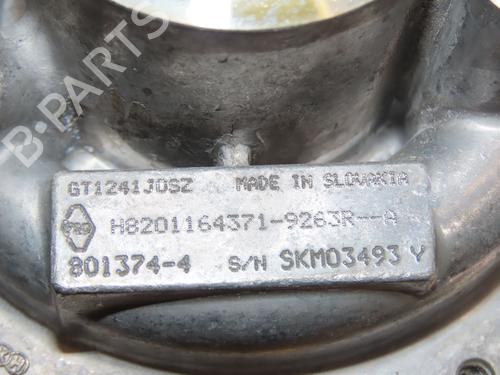 GT1241JOSZ MADE IN SLOVAKIA
H8201164371-9263R--A
801374-4 S/N SKM03493 Y
B-PARTS